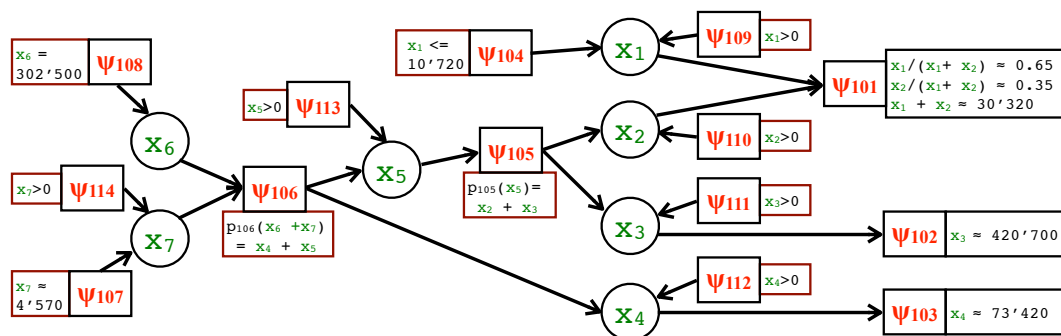 x₆ =
302'500
ψ108
x₁ <=
10'720
ψ104
x₁
ψ109
x₁>0
ψ101
x₁/(x₁+ x₂) ≈ 0.65
x₂/(x₁+ x₂) ≈ 0.35
x₁ + x₂ ≈ 30'320
x₅>0
ψ113
x₆
x₂
ψ110
x₂>0
x₇>0
ψ114
ψ106
x₅
ψ105
p₁₀₅(x₅)=
x₂ + x₃
ψ111
x₃>0
p₁₀₆(x₆ +x₇)
= x₄ + x₅
x₇
x₃
ψ102
x₃ ≈ 420'700
x₇ ≈
4'570
ψ107
ψ112
x₄>0
x₄
ψ103
x₄ ≈ 73'420